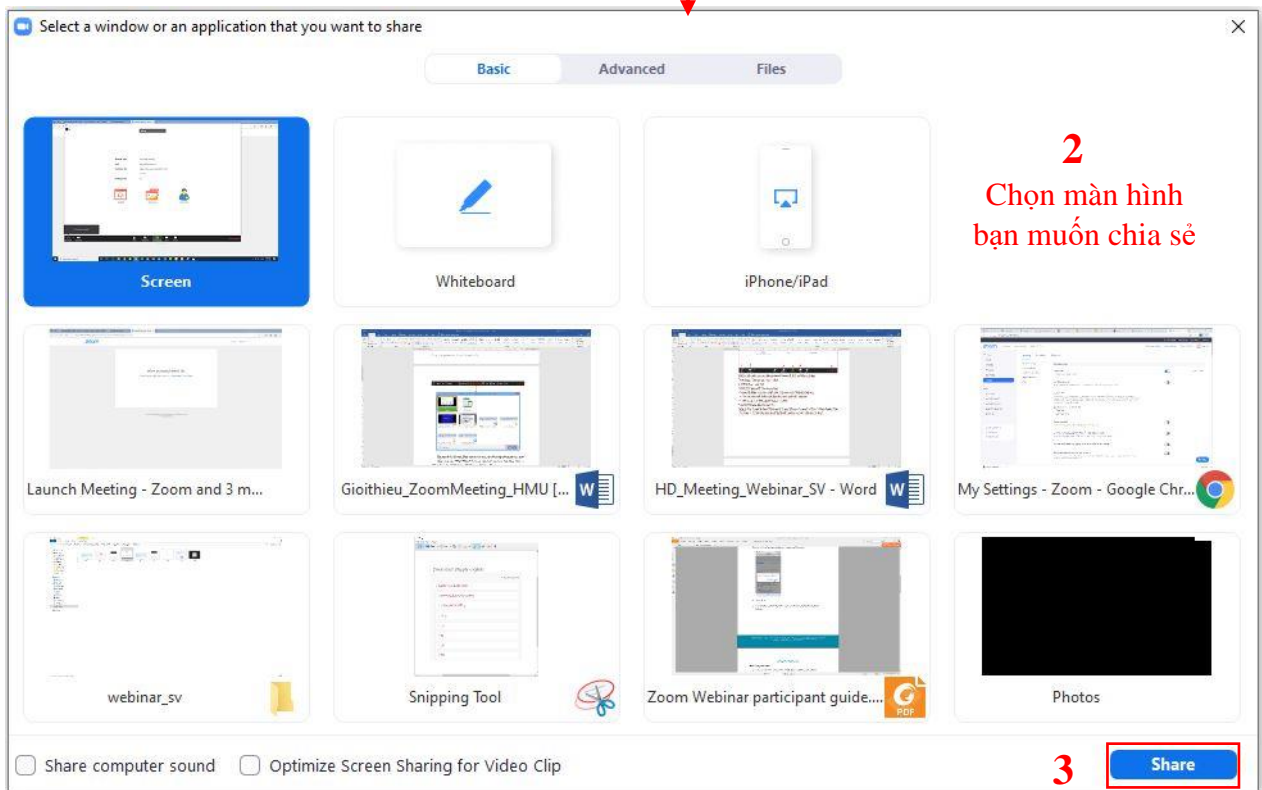 Select a window or an application that you want to share
Basic Advanced Files
2
Chọn màn hình
bạn muốn chia sẻ
Screen Whiteboard iPhone/iPad
Launch Meeting - Zoom and 3 m... Gioithieu_ZoomMeeting_HMU [... W HD_Meeting_Webinar_SV - Word W My Settings - Zoom - Google Chr...
webinar_sv Snipping Tool Zoom Webinar participant guide.... PDF Photos
Share computer sound Optimize Screen Sharing for Video Clip 3 Share